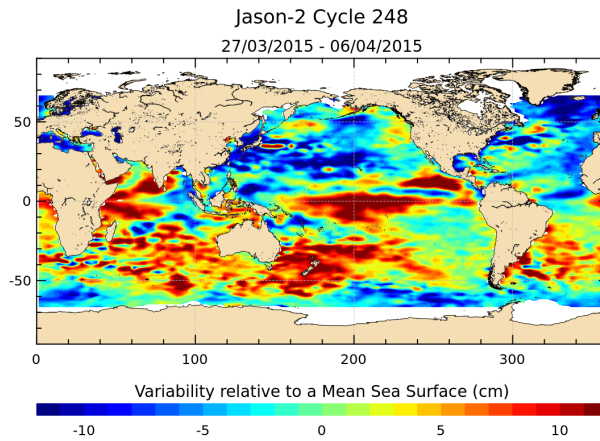 Jason-2 Cycle 248
27/03/2015 - 06/04/2015
50
0
-50
0 100 200 300
Variability relative to a Mean Sea Surface (cm)
-10 -5 0 5 10